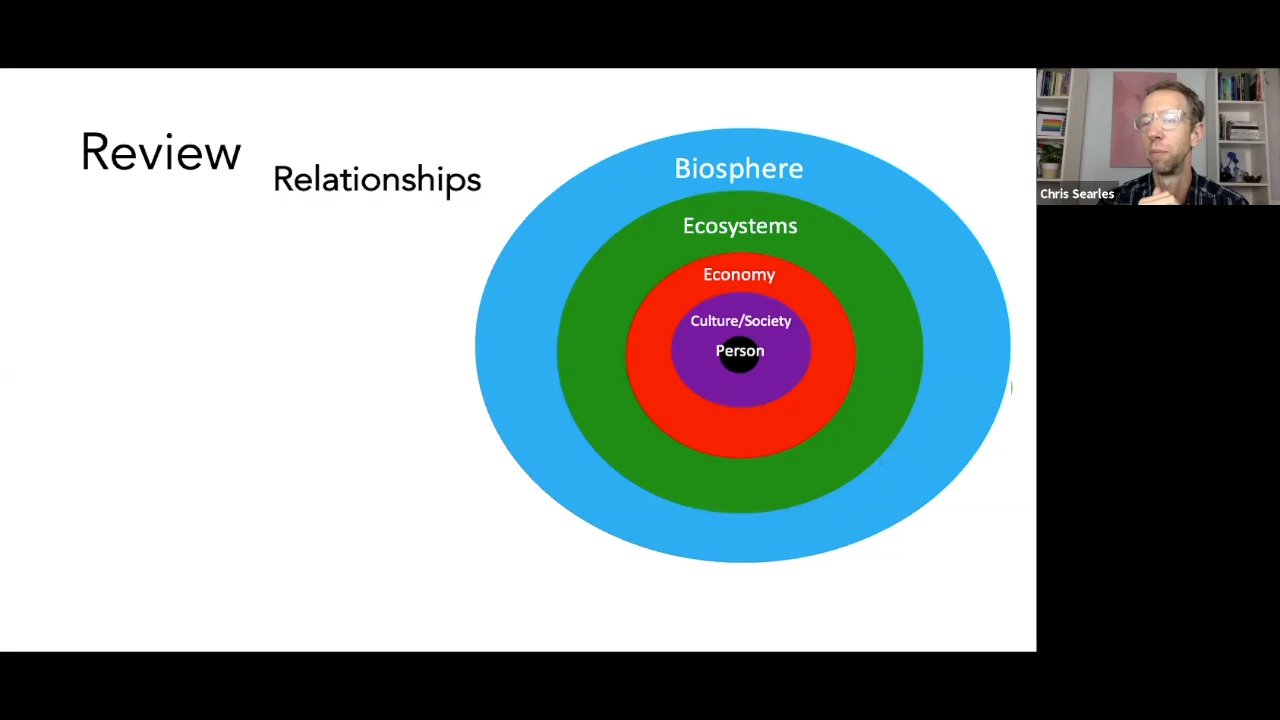 Review
Relationships
Biosphere
Ecosystems
Economy
Culture/Society
Person
Chris Searles